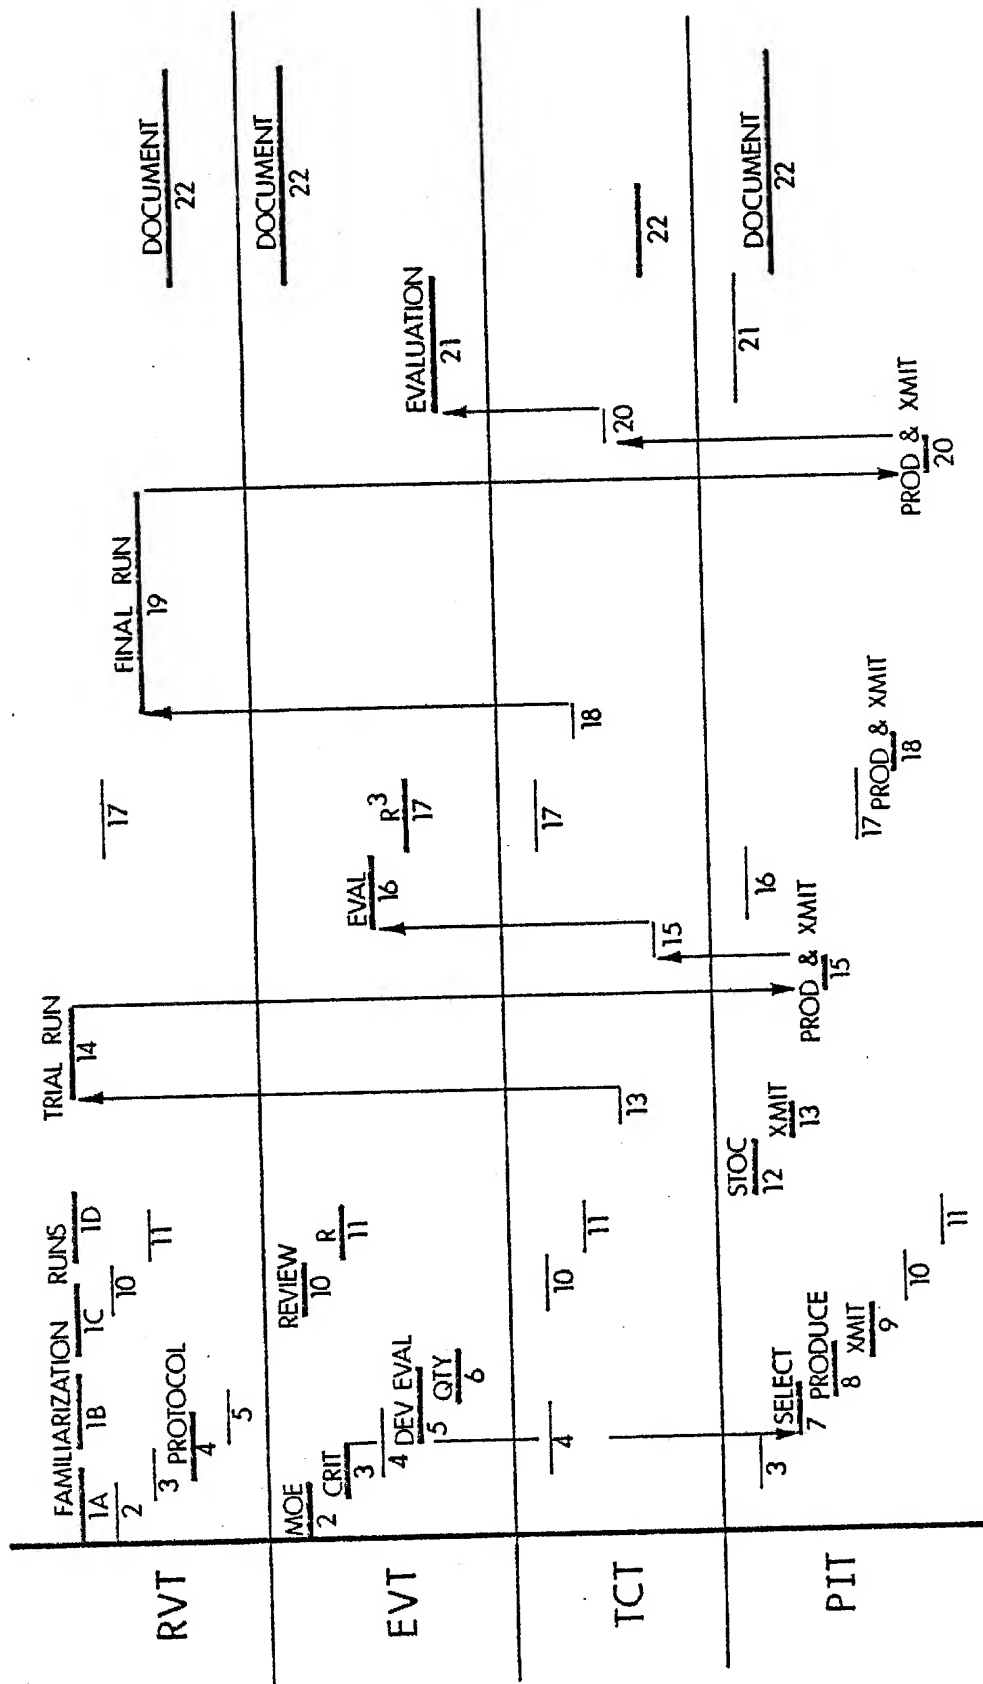 RVT
FAMILIARIZATION RUNS
1A
1B
1C
1D
2
3
PROTOCOL
4
5
10
11
TRIAL RUN
14
17
FINAL RUN
19
DOCUMENT
22
EVT
MOE
2
CRIT
3
4
DEV EVAL
5
QTY
6
REVIEW
10
R
11
EVAL
16
R³
17
EVALUATION
21
DOCUMENT
22
TCT
4
10
11
13
15
17
18
20
22
PIT
3
SELECT
7
PRODUCE
8
XMIT
9
10
11
STOC
12
XMIT
13
PROD & XMIT
15
16
17
PROD & XMIT
18
PROD & XMIT
20
21
DOCUMENT
22